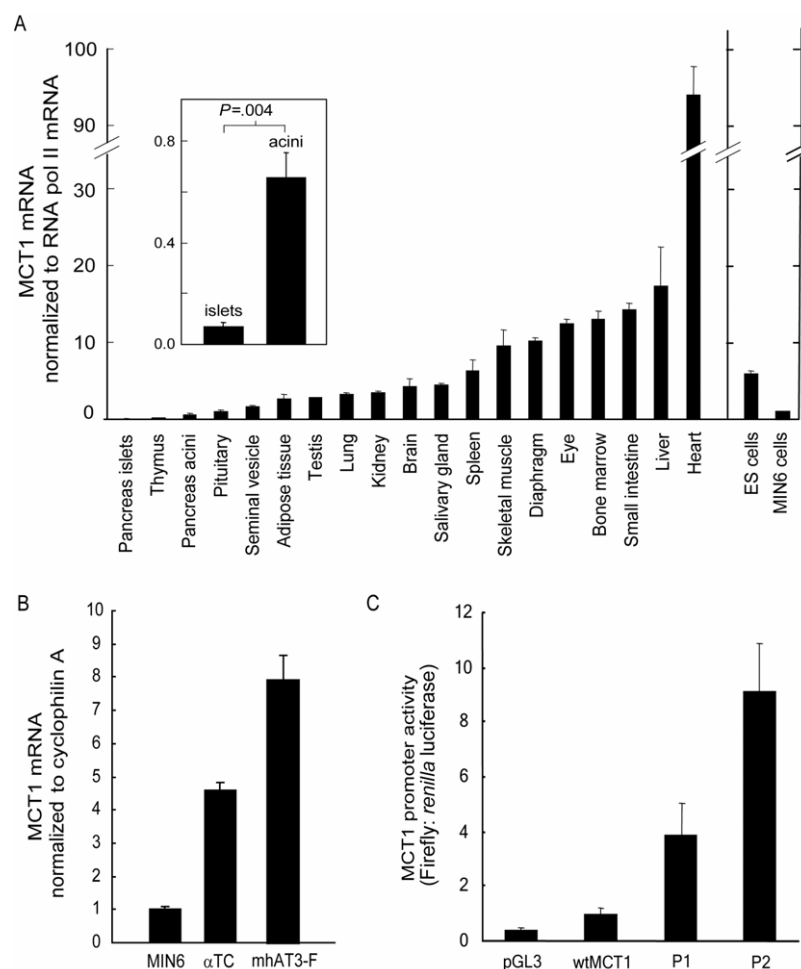 A
MCT1 mRNA
normalized to RNA pol II mRNA
100
90
30
20
10
0
P=.004
0.8
0.4
0.0
islets
acini
Pancreas islets
Thymus
Pancreas acini
Pituitary
Seminal vesicle
Adipose tissue
Testis
Lung
Kidney
Brain
Salivary gland
Spleen
Skeletal muscle
Diaphragm
Eye
Bone marrow
Small intestine
Liver
Heart
ES cells
MIN6 cells
B
MCT1 mRNA
normalized to cyclophilin A
10
9
8
7
6
5
4
3
2
1
0
MIN6 αTC mhAT3-F
C
MCT1 promoter activity
(Firefly: renilla luciferase)
12
10
8
6
4
2
0
pGL3 wtMCT1 P1 P2